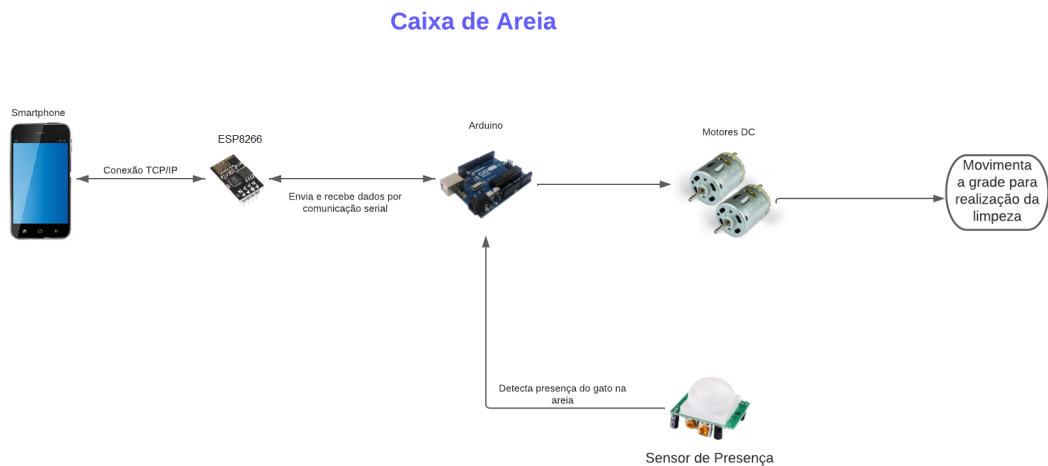 Caixa de Areia
Smartphone
ESP8266
Arduino
Motores DC
Conexão TCP/IP
Envia e recebe dados por
comunicação serial
Movimenta
a grade para
realização da
limpeza
Detecta presença do gato na
areia
Sensor de Presença